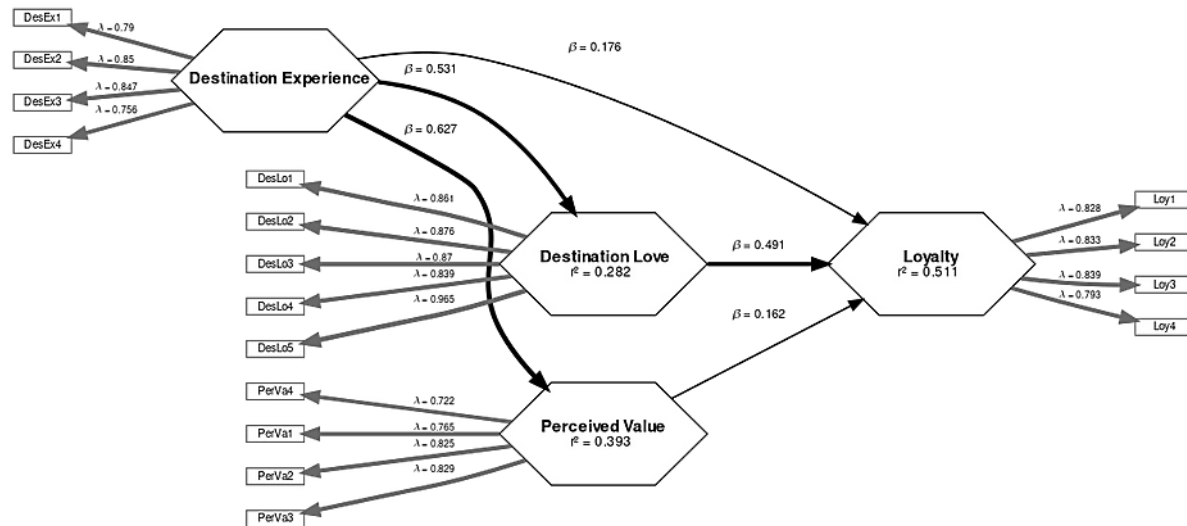 DesEx1
λ = 0.79
DesEx2
λ = 0.85
DesEx3
λ = 0.847
DesEx4
λ = 0.756
Destination Experience
β = 0.176
β = 0.531
β = 0.627
DesLo1
λ = 0.861
DesLo2
λ = 0.876
DesLo3
λ = 0.87
DesLo4
λ = 0.839
DesLo5
λ = 0.965
Destination Love
r² = 0.282
β = 0.491
Loyalty
r² = 0.511
λ = 0.828
Loy1
λ = 0.833
Loy2
λ = 0.839
Loy3
λ = 0.793
Loy4
β = 0.162
PerVa4
λ = 0.722
PerVa1
λ = 0.765
PerVa2
λ = 0.825
PerVa3
λ = 0.829
Perceived Value
r² = 0.393